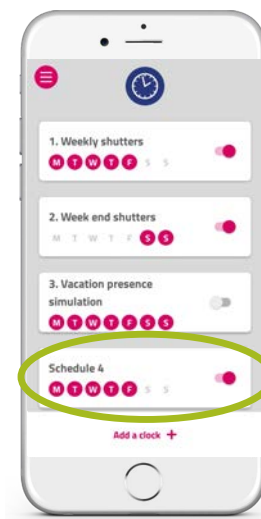 1. Weekly shutters
M T W T F S S
2. Week end shutters
M T W T F S S
3. Vacation presence
simulation
M T W T F S S
Schedule 4
M T W T F S S
Add a clock +